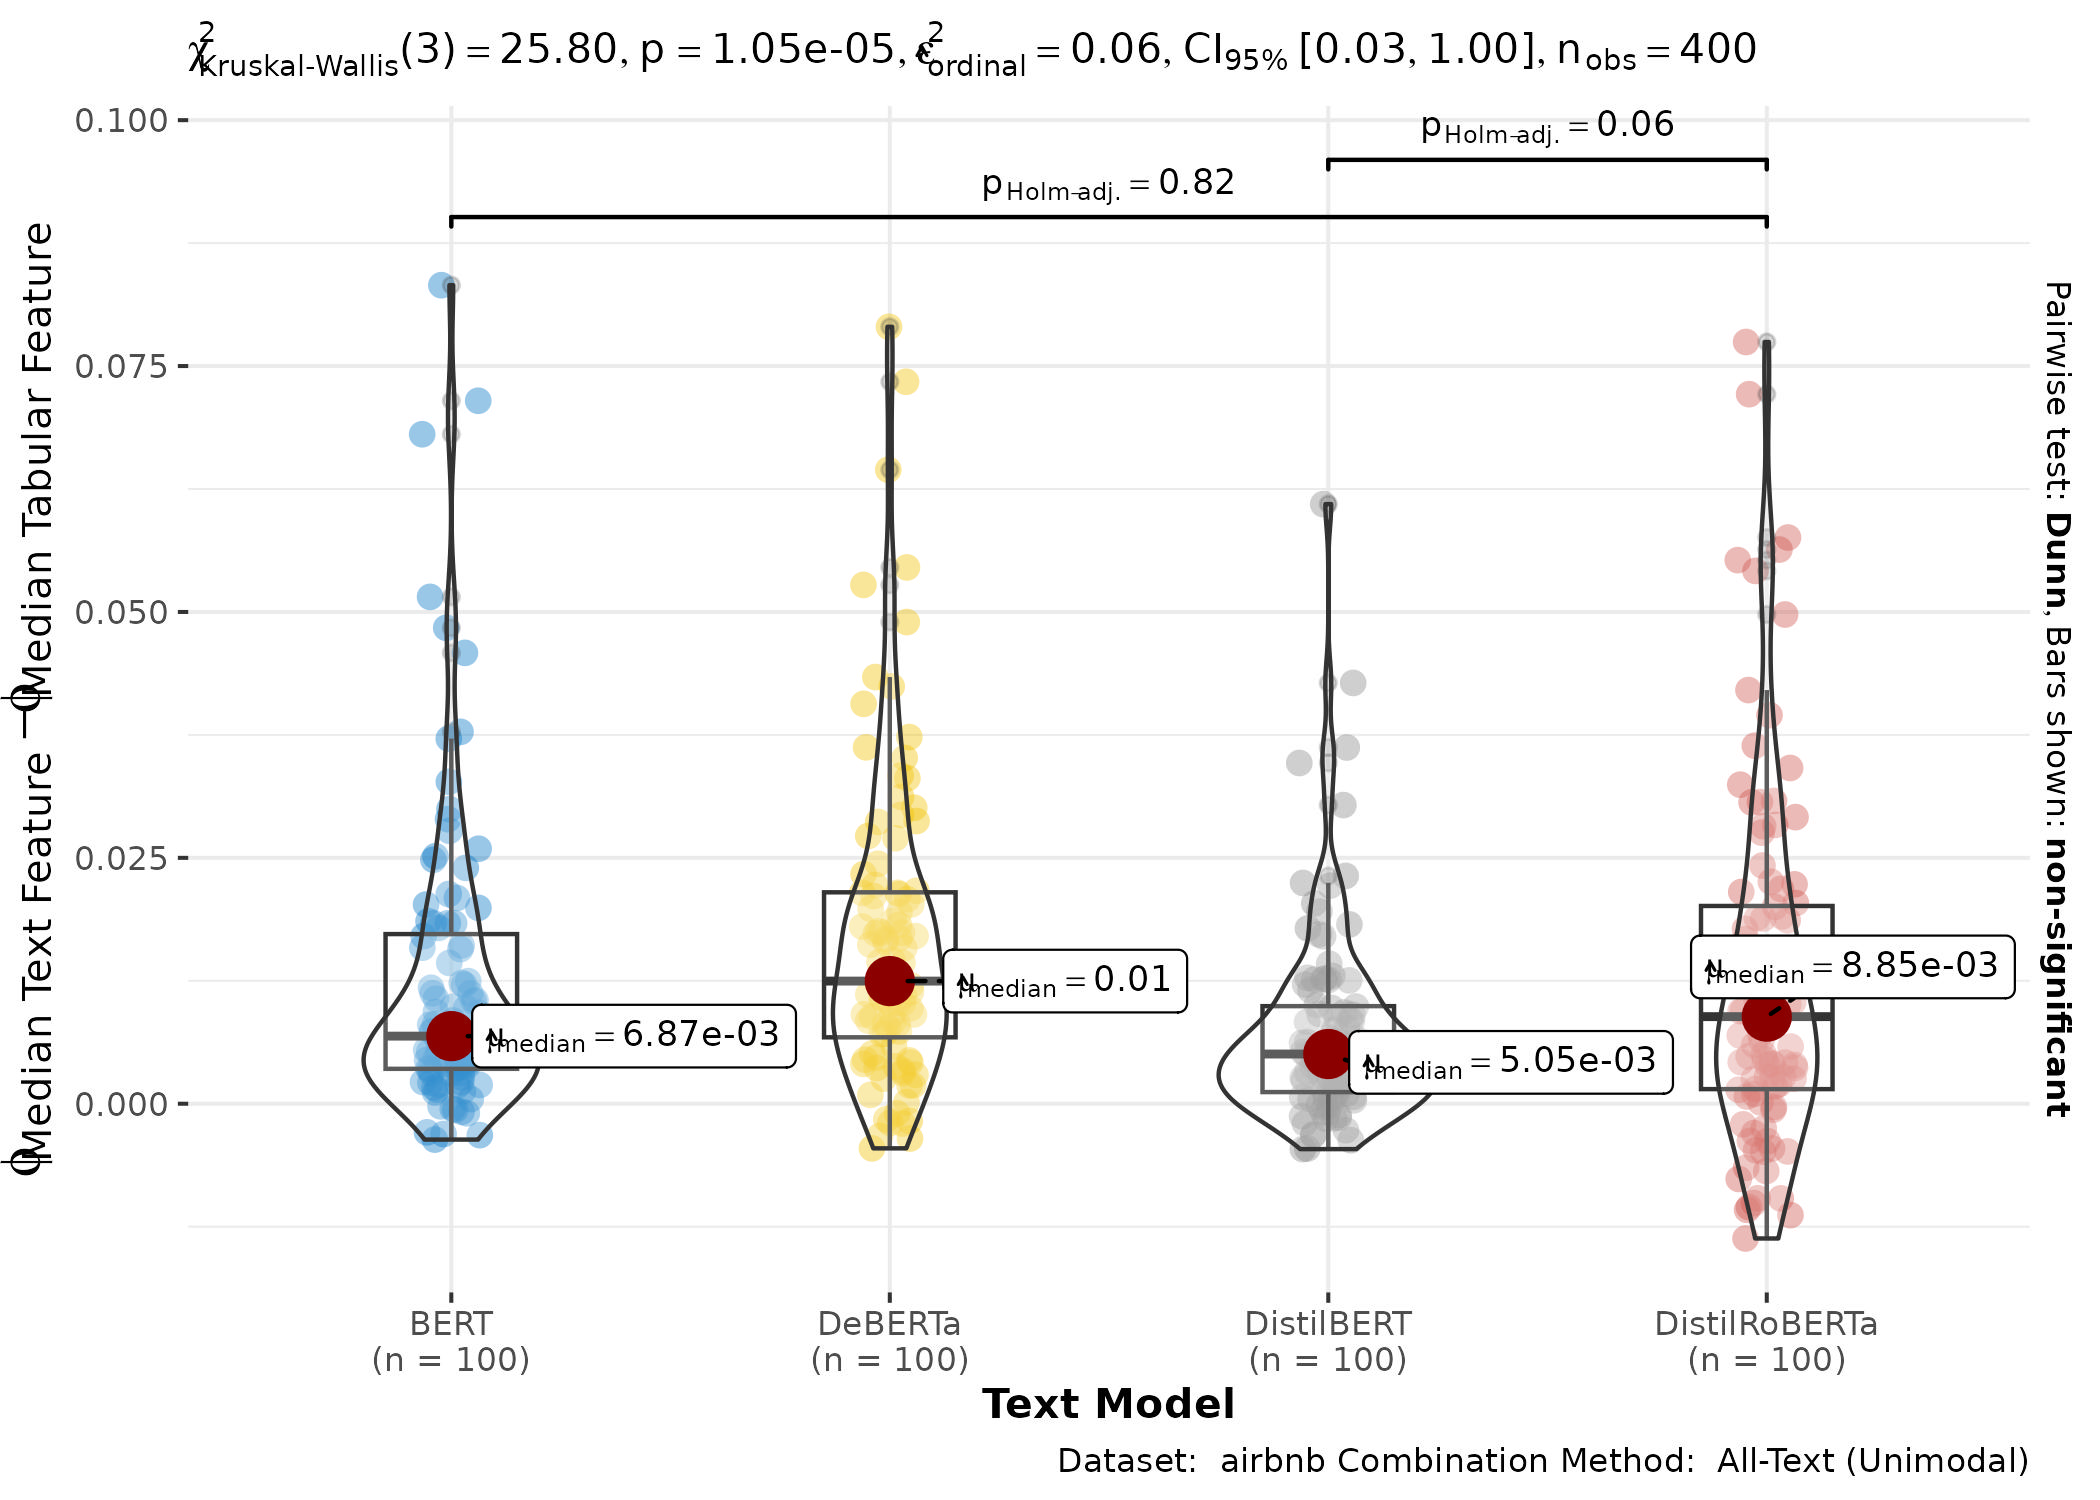 χ²Kruskal-Wallis(3) = 25.80, p = 1.05e-05, ε̂²ordinal = 0.06, CI95% [0.03, 1.00], nobs = 400
pHolm−adj. = 0.06
pHolm−adj. = 0.82
0.100
0.075
0.050
0.025
0.000
ϕMedian Text Feature − ϕMedian Tabular Feature
μ̂median = 6.87e-03
μ̂median = 0.01
μ̂median = 5.05e-03
μ̂median = 8.85e-03
Pairwise test: Dunn, Bars shown: non-significant
BERT
(n = 100)
DeBERTa
(n = 100)
DistilBERT
(n = 100)
DistilRoBERTa
(n = 100)
Text Model
Dataset:  airbnb Combination Method:  All-Text (Unimodal)